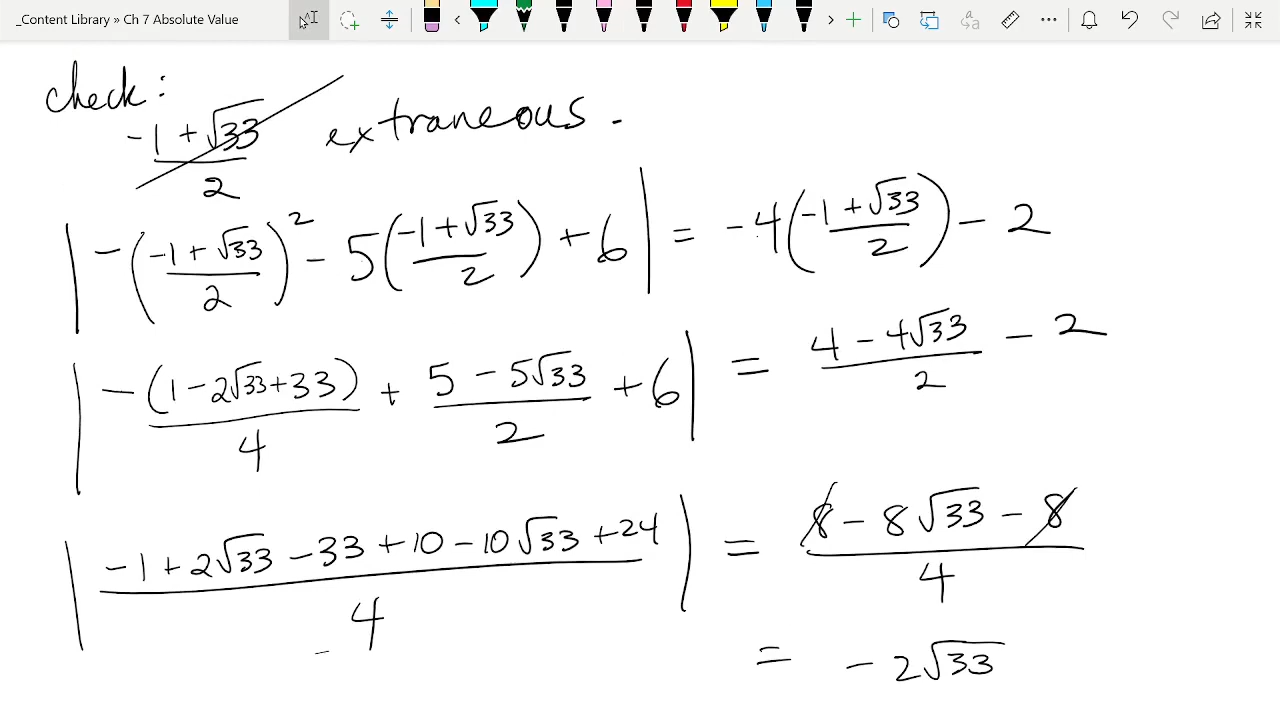 _Content Library » Ch 7 Absolute Value
check:
(-1 + √33)/2 extraneous.
|-((-1 + √33)/2)² - 5((-1 + √33)/2) + 6| = -4((-1 + √33)/2) - 2
|-(1 - 2√33 + 33)/4 + (5 - 5√33)/2 + 6| = (4 - 4√33)/2 - 2
|(-1 + 2√33 - 33 + 10 - 10√33 + 24)/4| = (8 - 8√33 - 8)/4
= -2√33